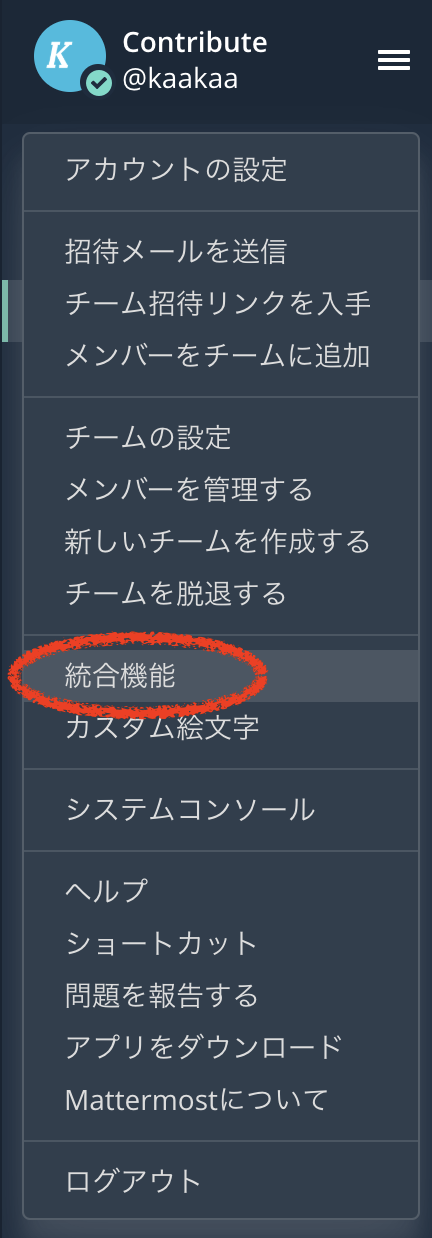 K
Contribute
@kaakaa
アカウントの設定
招待メールを送信
チーム招待リンクを入手
メンバーをチームに追加
チームの設定
メンバーを管理する
新しいチームを作成する
チームを脱退する
統合機能
カスタム絵文字
システムコンソール
ヘルプ
ショートカット
問題を報告する
アプリをダウンロード
Mattermostについて
ログアウト